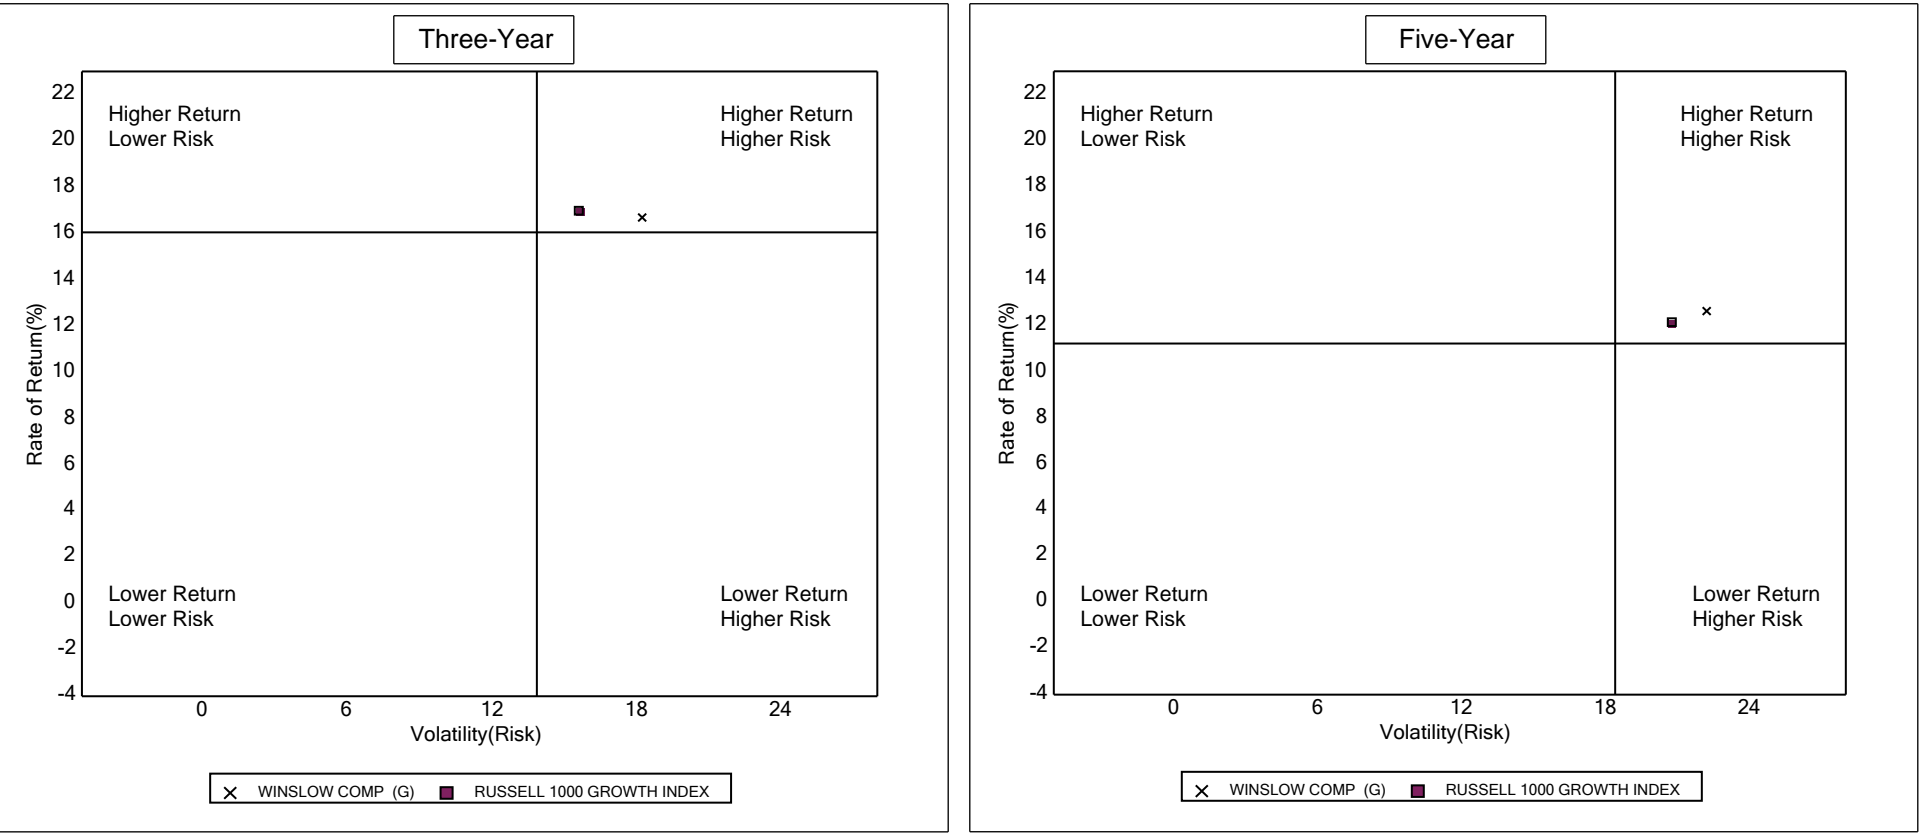 Three-Year
22
20
18
16
14
12
10
8
6
4
2
0
-2
-4
Rate of Return(%)
Higher Return
Lower Risk
Higher Return
Higher Risk
Lower Return
Lower Risk
Lower Return
Higher Risk
0 6 12 18 24
Volatility(Risk)
WINSLOW COMP (G) RUSSELL 1000 GROWTH INDEX
Five-Year
22
20
18
16
14
12
10
8
6
4
2
0
-2
-4
Rate of Return(%)
Higher Return
Lower Risk
Higher Return
Higher Risk
Lower Return
Lower Risk
Lower Return
Higher Risk
0 6 12 18 24
Volatility(Risk)
WINSLOW COMP (G) RUSSELL 1000 GROWTH INDEX